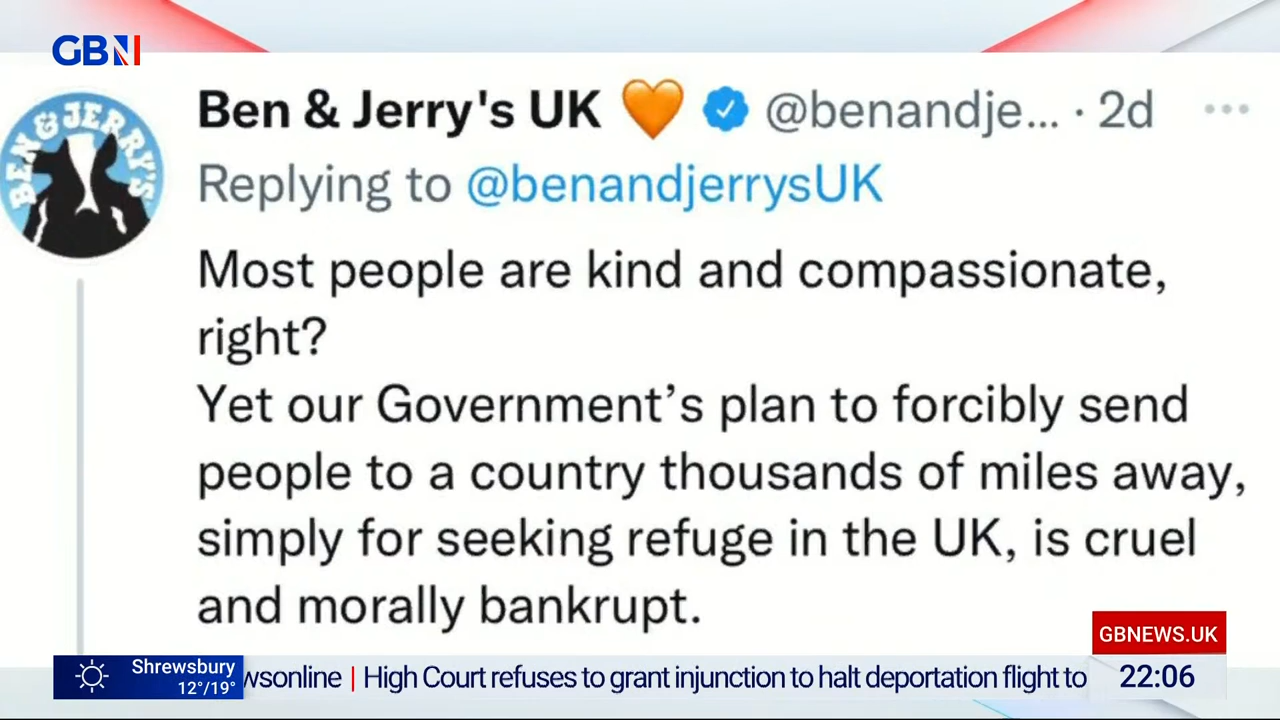 GBN
BEN & JERRY'S
Ben & Jerry's UK 🧡 @benandje... · 2d
Replying to @benandjerrysUK
Most people are kind and compassionate,
right?
Yet our Government’s plan to forcibly send
people to a country thousands of miles away,
simply for seeking refuge in the UK, is cruel
and morally bankrupt.
GBNEWS.UK
Shrewsbury
12°/19°
wsonline | High Court refuses to grant injunction to halt deportation flight to
22:06